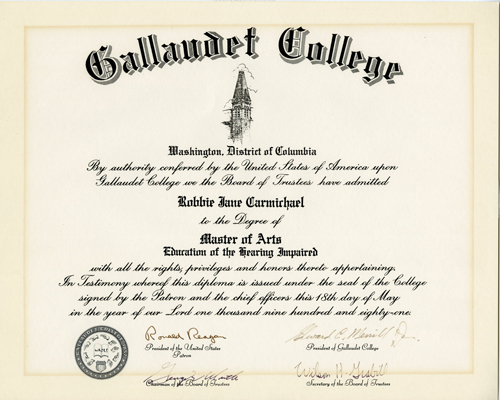 Gallaudet College
Washington, District of Columbia
By authority conferred by the United States of America upon
Gallaudet College we the Board of Trustees have admitted
Robbie Jane Carmichael
to the Degree of
Master of Arts
Education of the Hearing Impaired
with all the rights, privileges and honors thereto appertaining.
In Testimony whereof this diploma is issued under the seal of the College
signed by the Patron and the chief officers this 18th day of May
in the year of our Lord one thousand nine hundred and eighty-one.
Ronald Reagan
President of the United States
Patron
Edward C. Merrill Jr.
President of Gallaudet College
Chairman of the Board of Trustees
Secretary of the Board of Trustees